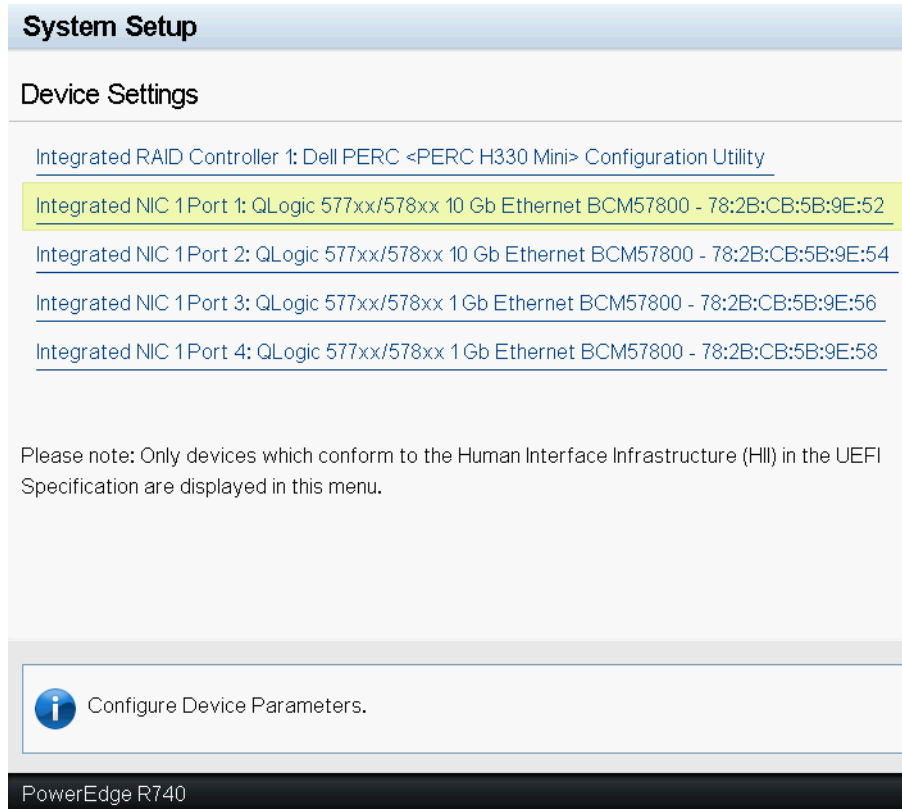 System Setup
Device Settings
Integrated RAID Controller 1: Dell PERC <PERC H330 Mini> Configuration Utility
Integrated NIC 1 Port 1: QLogic 577xx/578xx 10 Gb Ethernet BCM57800 - 78:2B:CB:5B:9E:52
Integrated NIC 1 Port 2: QLogic 577xx/578xx 10 Gb Ethernet BCM57800 - 78:2B:CB:5B:9E:54
Integrated NIC 1 Port 3: QLogic 577xx/578xx 1 Gb Ethernet BCM57800 - 78:2B:CB:5B:9E:56
Integrated NIC 1 Port 4: QLogic 577xx/578xx 1 Gb Ethernet BCM57800 - 78:2B:CB:5B:9E:58
Please note: Only devices which conform to the Human Interface Infrastructure (HII) in the UEFI
Specification are displayed in this menu.
Configure Device Parameters.
PowerEdge R740